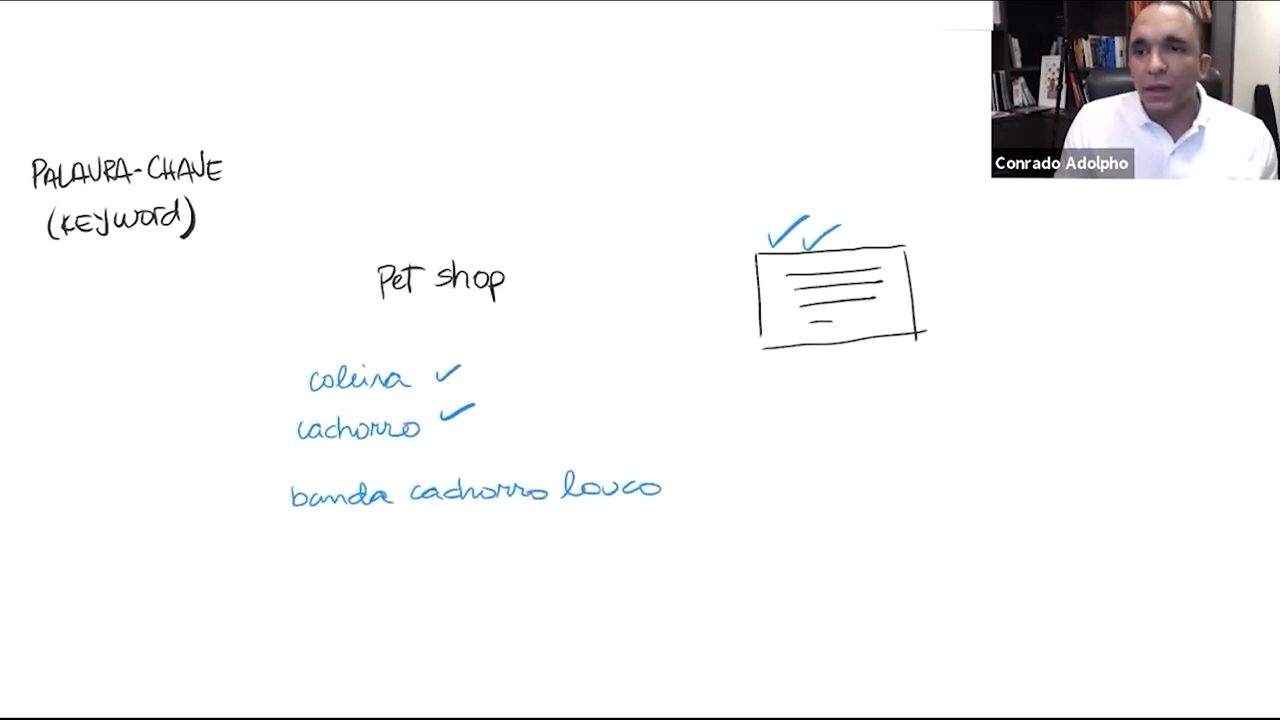 Conrado Adolpho
PALAVRA-CHAVE
(KEYWORD)
Pet shop
coleira
cachorro
banda cachorro louco